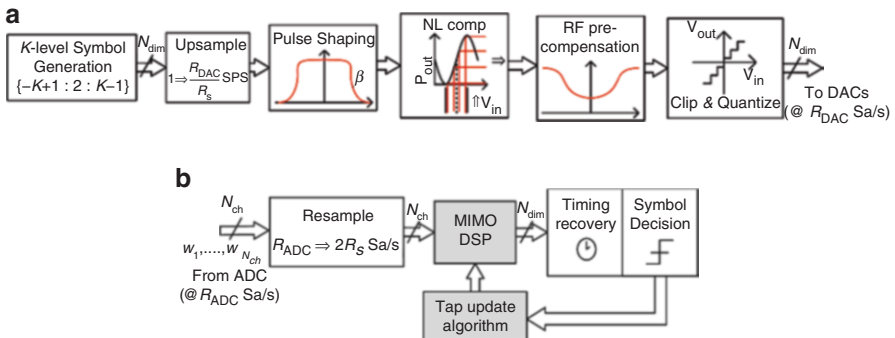 a
K-level Symbol
Generation
{-K+1 : 2 : K-1}
N_dim
Upsample
1⇒ R_DAC/R_s SPS
Pulse Shaping
β
NL comp
P_out
⇑V_in
⇒
RF pre-
compensation
V_out
V_in
Clip & Quantize
N_dim
To DACs
(@ R_DAC Sa/s)
b
N_ch
w_1,....,w_N_ch
From ADC
(@R_ADC Sa/s)
Resample
R_ADC ⇒ 2R_S Sa/s
N_ch
MIMO
DSP
N_dim
Timing
recovery
Symbol
Decision
Tap update
algorithm